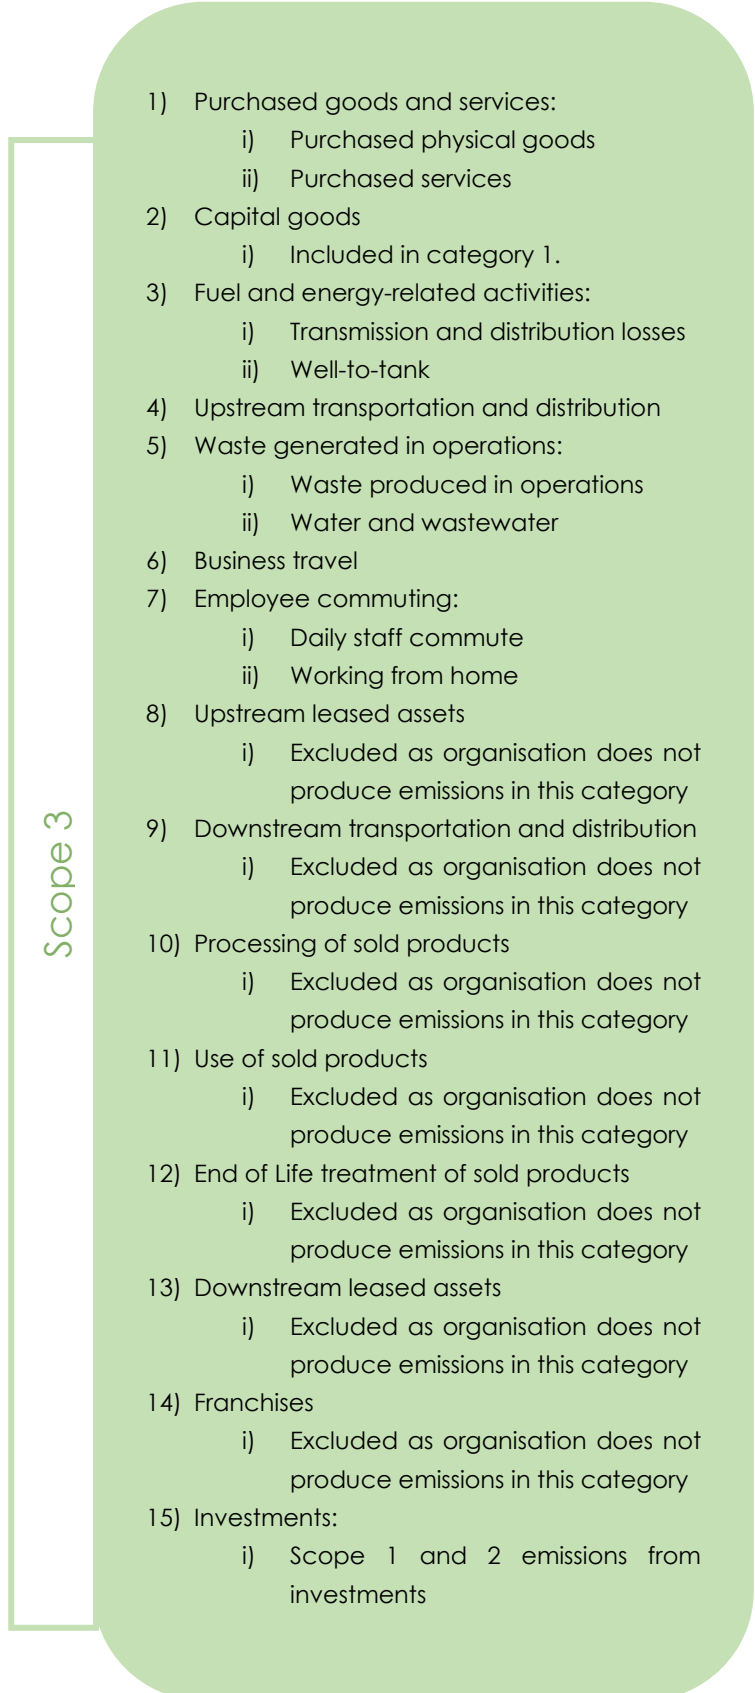 Scope 3
1) Purchased goods and services:
i) Purchased physical goods
ii) Purchased services
2) Capital goods
i) Included in category 1.
3) Fuel and energy-related activities:
i) Transmission and distribution losses
ii) Well-to-tank
4) Upstream transportation and distribution
5) Waste generated in operations:
i) Waste produced in operations
ii) Water and wastewater
6) Business travel
7) Employee commuting:
i) Daily staff commute
ii) Working from home
8) Upstream leased assets
i) Excluded as organisation does not
produce emissions in this category
9) Downstream transportation and distribution
i) Excluded as organisation does not
produce emissions in this category
10) Processing of sold products
i) Excluded as organisation does not
produce emissions in this category
11) Use of sold products
i) Excluded as organisation does not
produce emissions in this category
12) End of Life treatment of sold products
i) Excluded as organisation does not
produce emissions in this category
13) Downstream leased assets
i) Excluded as organisation does not
produce emissions in this category
14) Franchises
i) Excluded as organisation does not
produce emissions in this category
15) Investments:
i) Scope 1 and 2 emissions from
investments